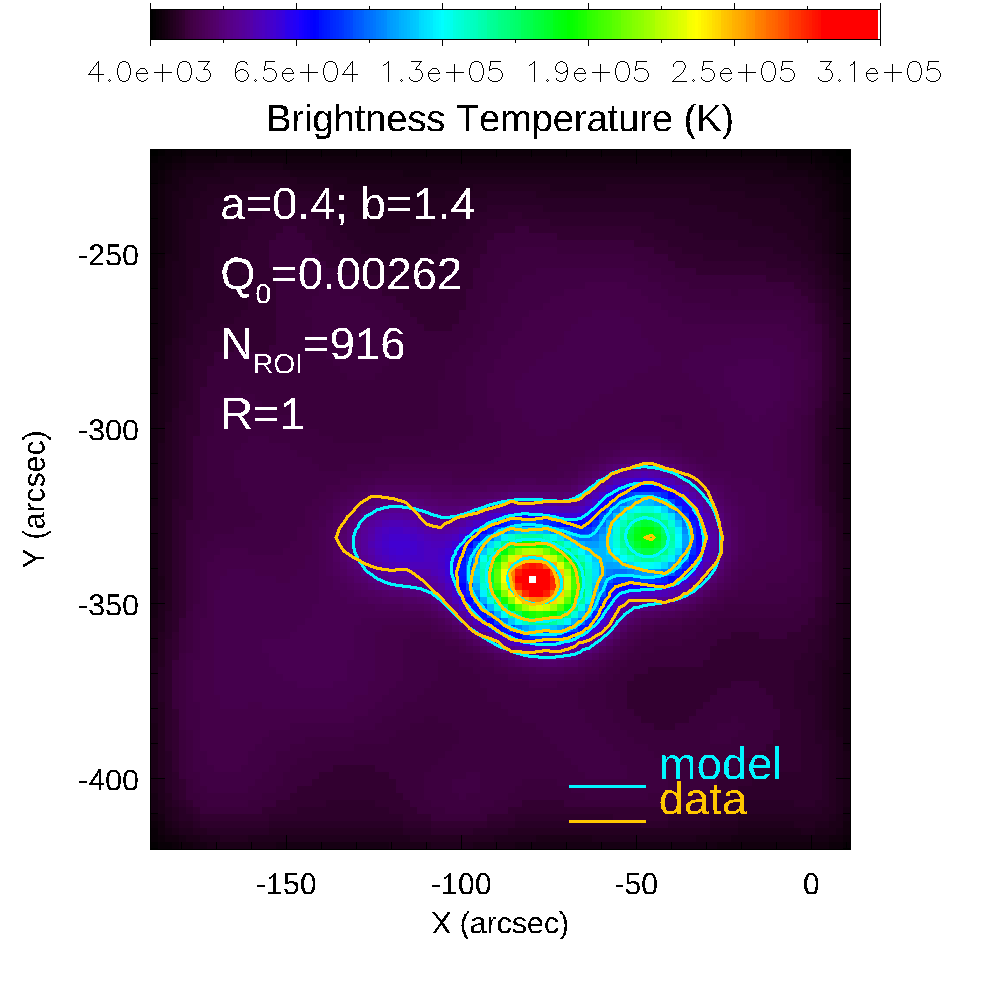 4.0e+03 6.5e+04 1.3e+05 1.9e+05 2.5e+05 3.1e+05
Brightness Temperature (K)
a=0.4; b=1.4
Q0=0.00262
NROI=916
R=1
-250
-300
-350
-400
Y (arcsec)
model
data
-150 -100 -50 0
X (arcsec)